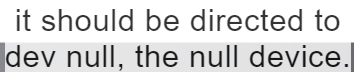 it should be directed to
dev null, the null device.